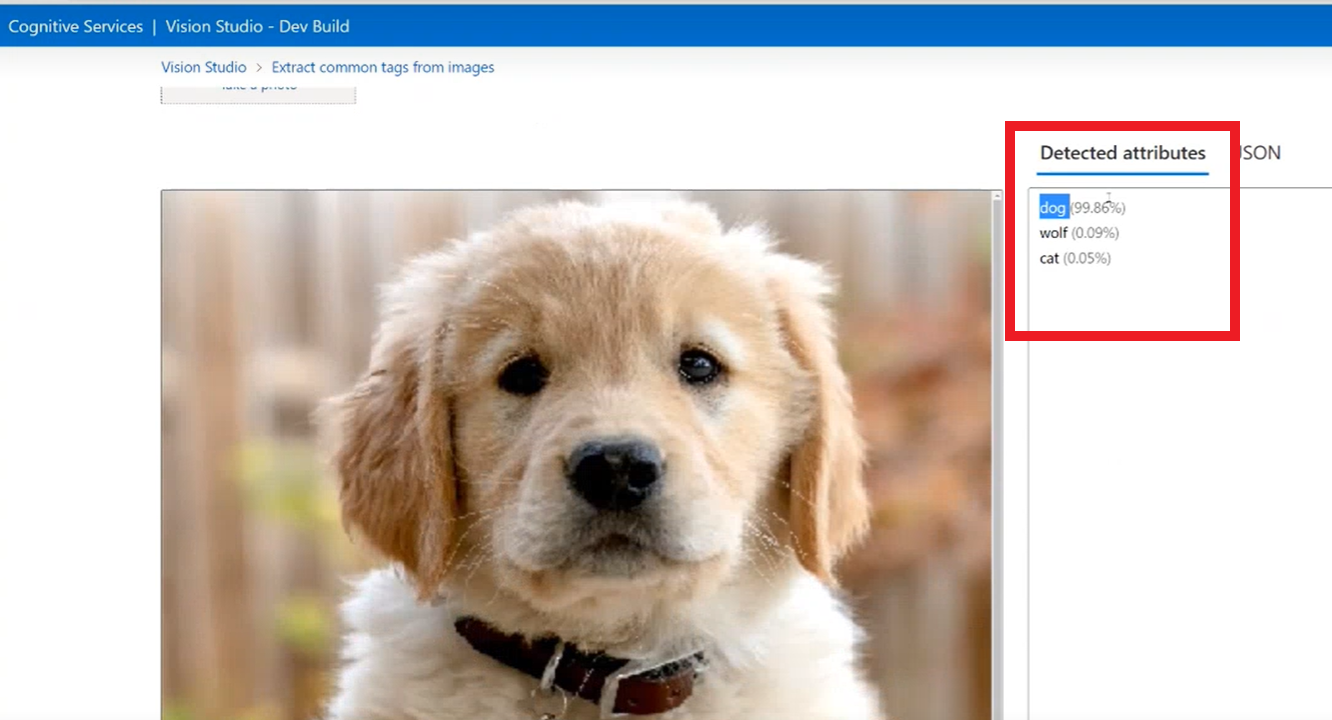 Cognitive Services | Vision Studio - Dev Build
Vision Studio > Extract common tags from images
Take a photo
Detected attributes
JSON
dog (99.86%)
wolf (0.09%)
cat (0.05%)